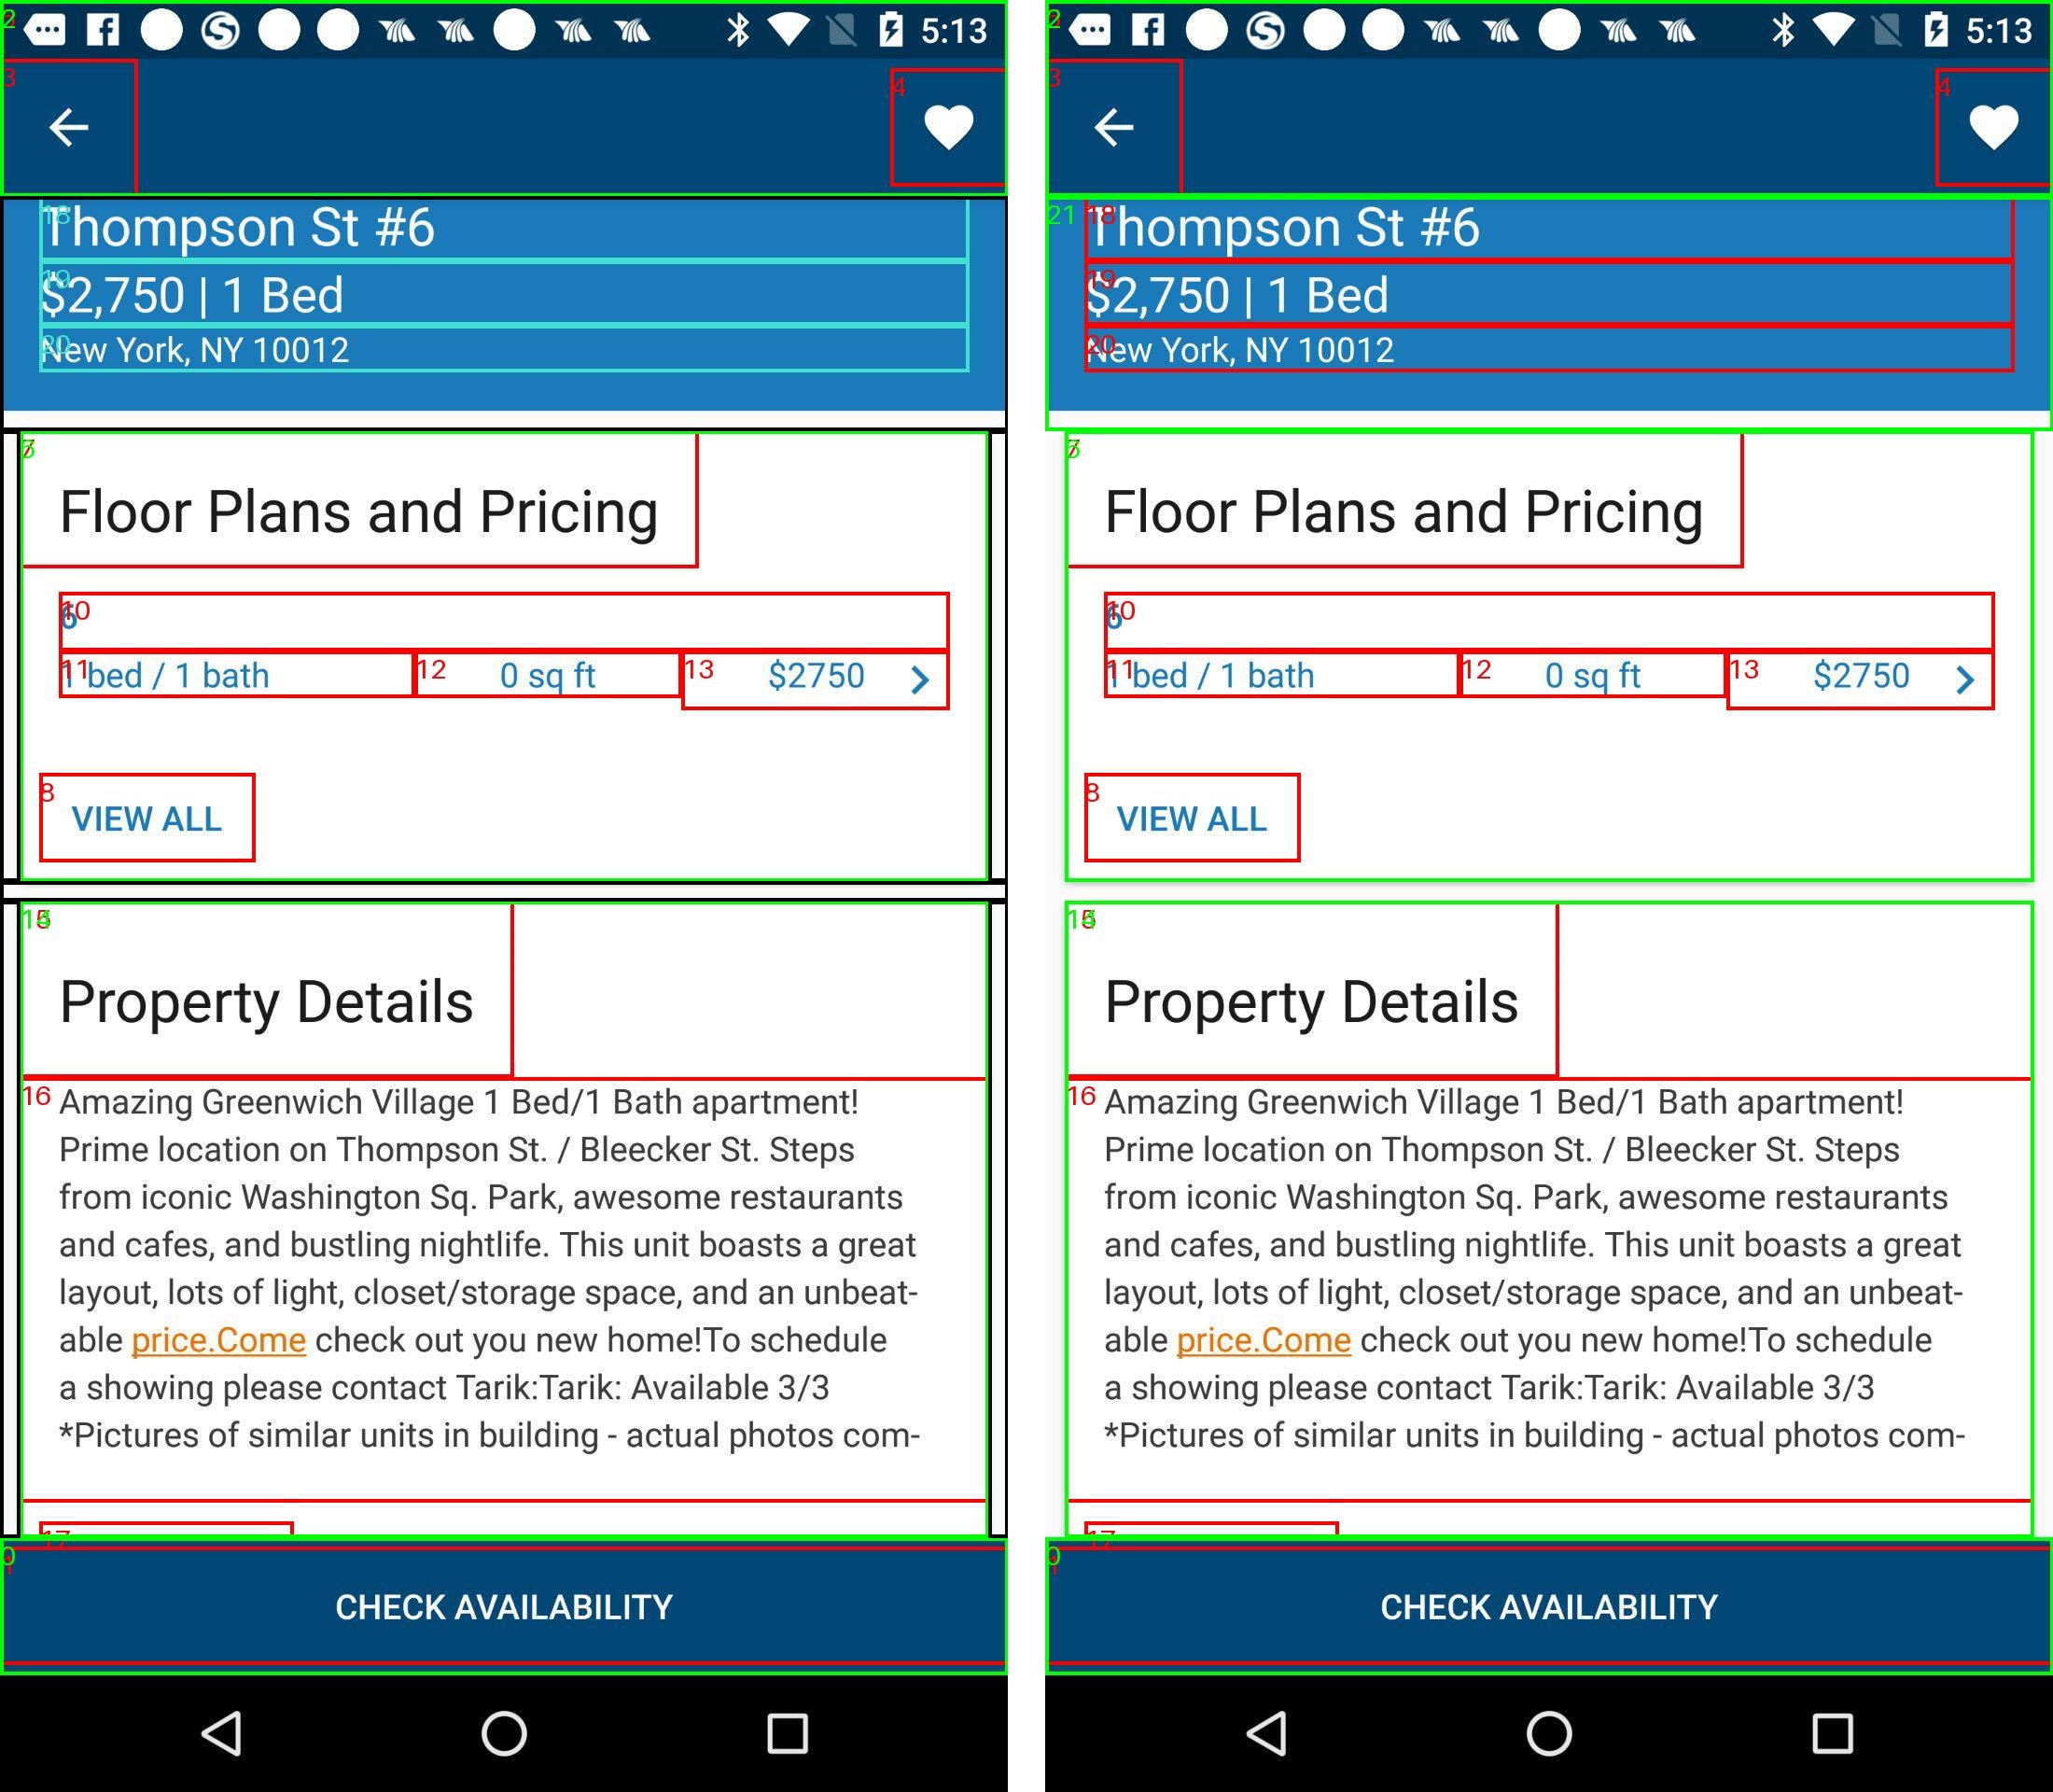 2
5:13
3
4
18
Thompson St #6
19
$2,750 | 1 Bed
20
New York, NY 10012
7
Floor Plans and Pricing
10
6
11
1 bed / 1 bath
12
0 sq ft
13
$2750
8
VIEW ALL
14
15
Property Details
16
Amazing Greenwich Village 1 Bed/1 Bath apartment!
Prime location on Thompson St. / Bleecker St. Steps
from iconic Washington Sq. Park, awesome restaurants
and cafes, and bustling nightlife. This unit boasts a great
layout, lots of light, closet/storage space, and an unbeat-
able price.Come check out you new home!To schedule
a showing please contact Tarik:Tarik: Available 3/3
*Pictures of similar units in building - actual photos com-
17
0
1
CHECK AVAILABILITY
2
5:13
3
4
21
18
Thompson St #6
19
$2,750 | 1 Bed
20
New York, NY 10012
7
Floor Plans and Pricing
10
6
11
1 bed / 1 bath
12
0 sq ft
13
$2750
8
VIEW ALL
14
15
Property Details
16
Amazing Greenwich Village 1 Bed/1 Bath apartment!
Prime location on Thompson St. / Bleecker St. Steps
from iconic Washington Sq. Park, awesome restaurants
and cafes, and bustling nightlife. This unit boasts a great
layout, lots of light, closet/storage space, and an unbeat-
able price.Come check out you new home!To schedule
a showing please contact Tarik:Tarik: Available 3/3
*Pictures of similar units in building - actual photos com-
17
0
1
CHECK AVAILABILITY